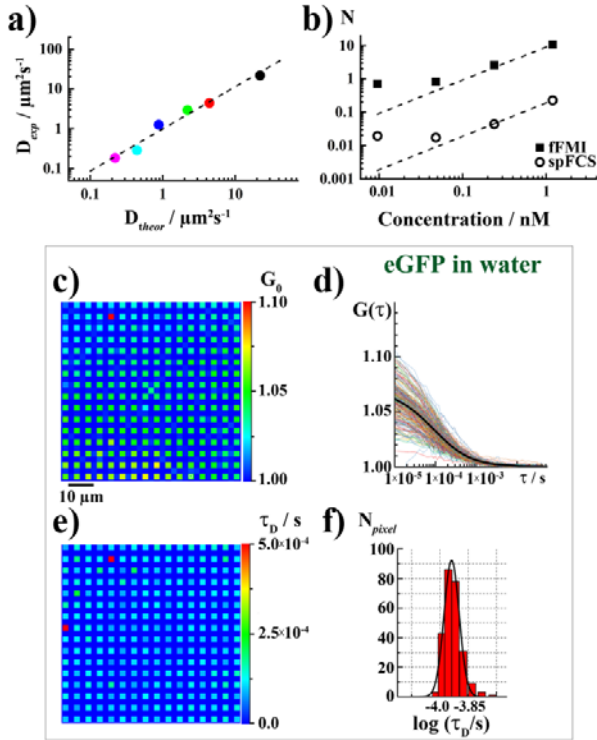 a)
100
10
1
0.1
D_exp / μm²s⁻¹
0.1 1 10
D_theor / μm²s⁻¹
b)
N
10
1
0.1
0.01
0.001
fFMI
spFCS
0.01 0.1 1
Concentration / nM
eGFP in water
c)
G₀
1.10
1.05
1.00
10 μm
d)
G(τ)
1.10
1.05
1.00
1×10⁻⁵ 1×10⁻⁴ 1×10⁻³ τ / s
e)
τ_D / s
5.0×10⁻⁴
2.5×10⁻⁴
0.0
f)
N_pixel
100
80
60
40
20
0
-4.0 -3.85
log (τ_D/s)